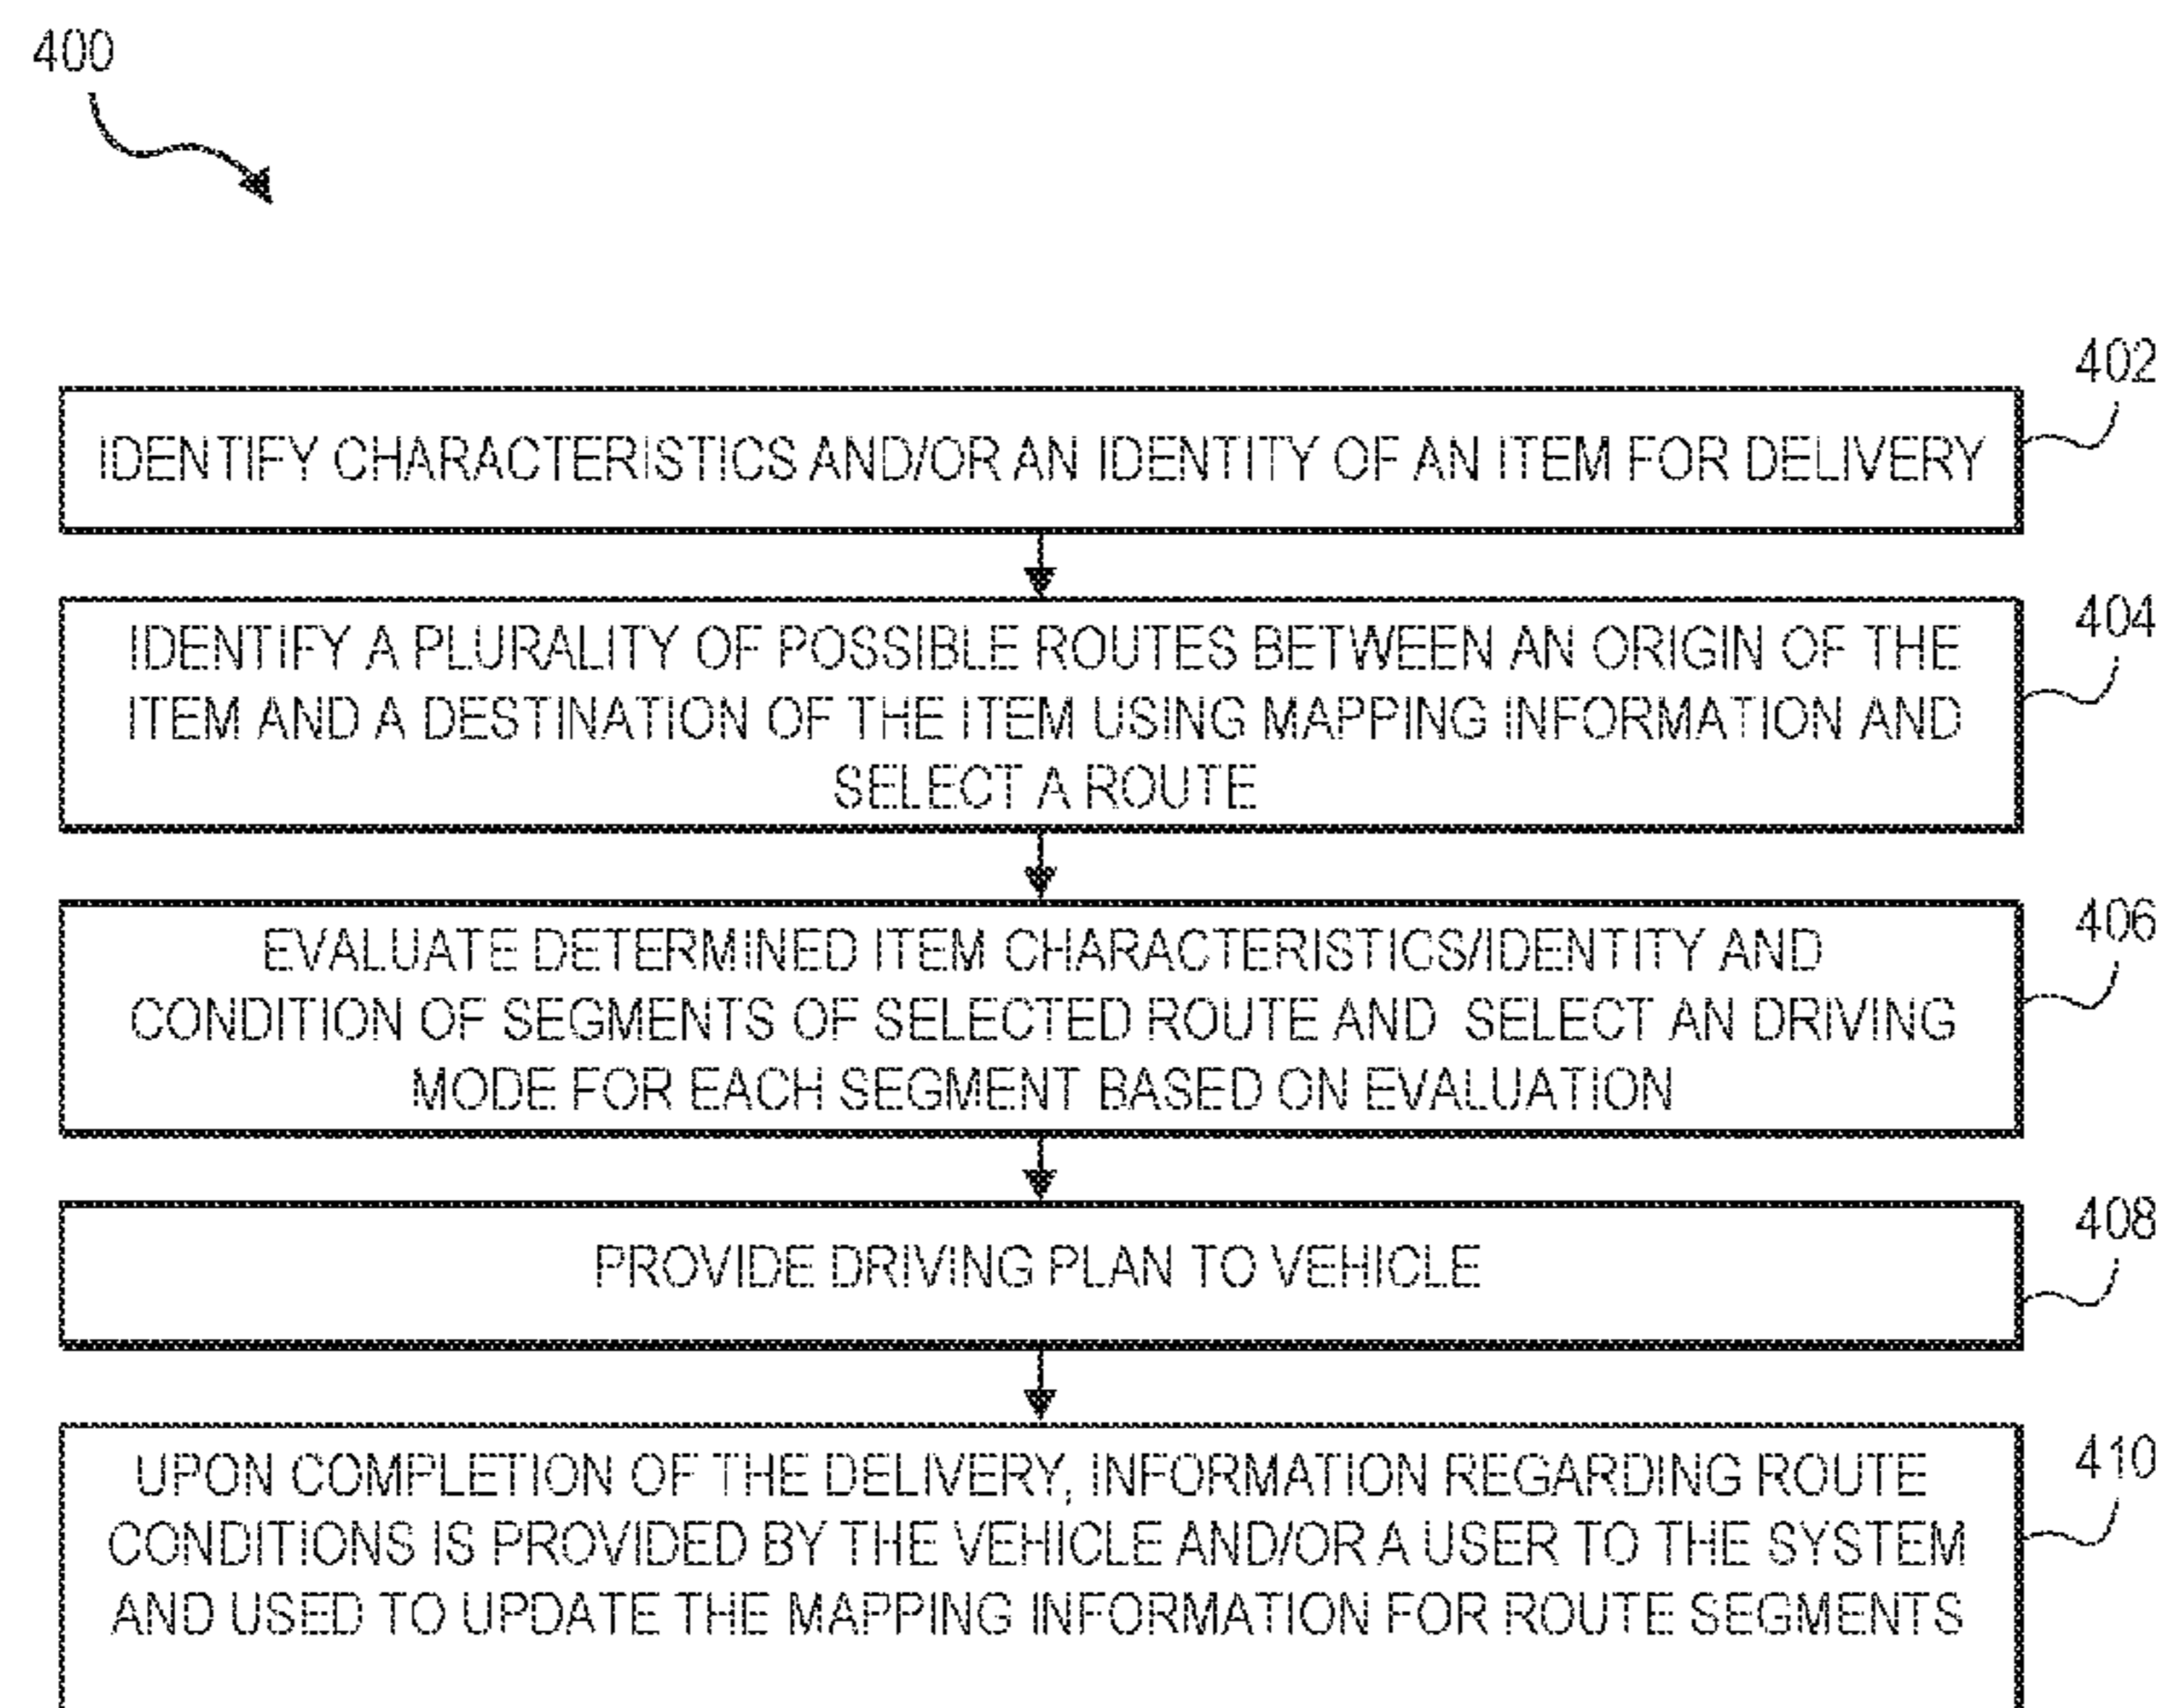 400
402
IDENTIFY CHARACTERISTICS AND/OR AN IDENTITY OF AN ITEM FOR DELIVERY
404
IDENTIFY A PLURALITY OF POSSIBLE ROUTES BETWEEN AN ORIGIN OF THE
ITEM AND A DESTINATION OF THE ITEM USING MAPPING INFORMATION AND
SELECT A ROUTE
406
EVALUATE DETERMINED ITEM CHARACTERISTICS/IDENTITY AND
CONDITION OF SEGMENTS OF SELECTED ROUTE AND SELECT AN DRIVING
MODE FOR EACH SEGMENT BASED ON EVALUATION
408
PROVIDE DRIVING PLAN TO VEHICLE
410
UPON COMPLETION OF THE DELIVERY, INFORMATION REGARDING ROUTE
CONDITIONS IS PROVIDED BY THE VEHICLE AND/OR A USER TO THE SYSTEM
AND USED TO UPDATE THE MAPPING INFORMATION FOR ROUTE SEGMENTS